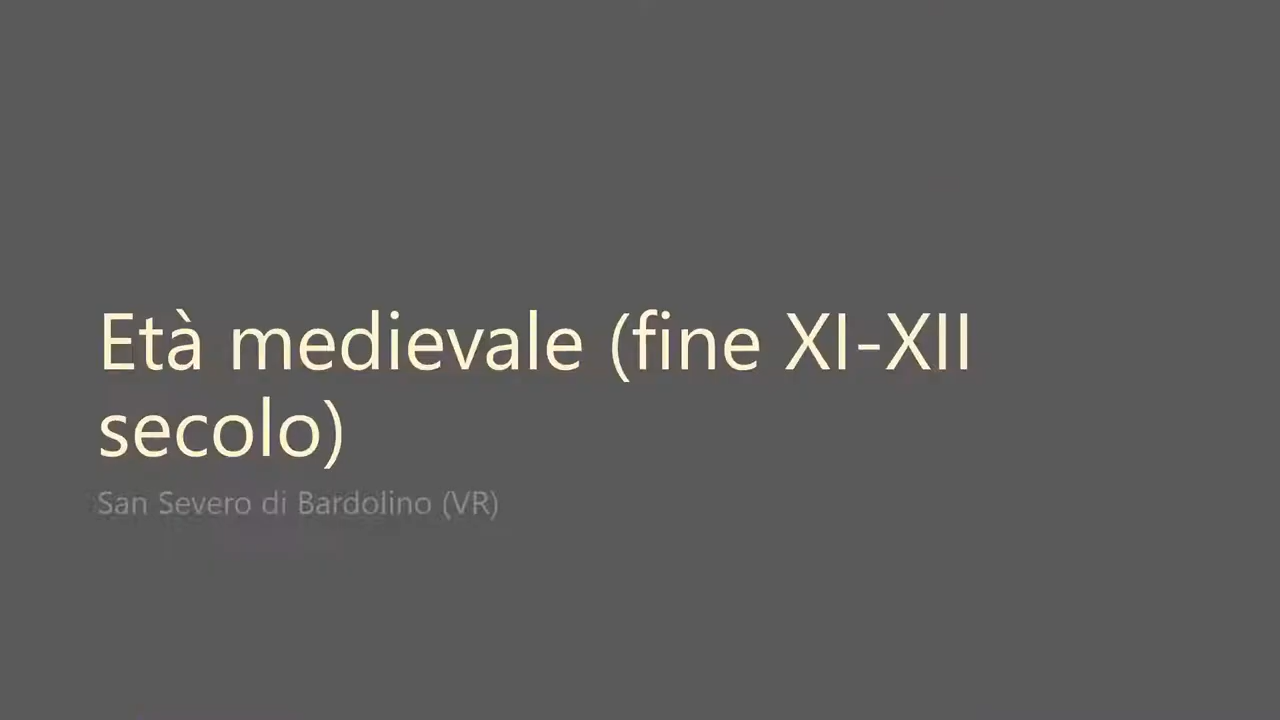 Età medievale (fine XI-XII
secolo)
San Severo di Bardolino (VR)